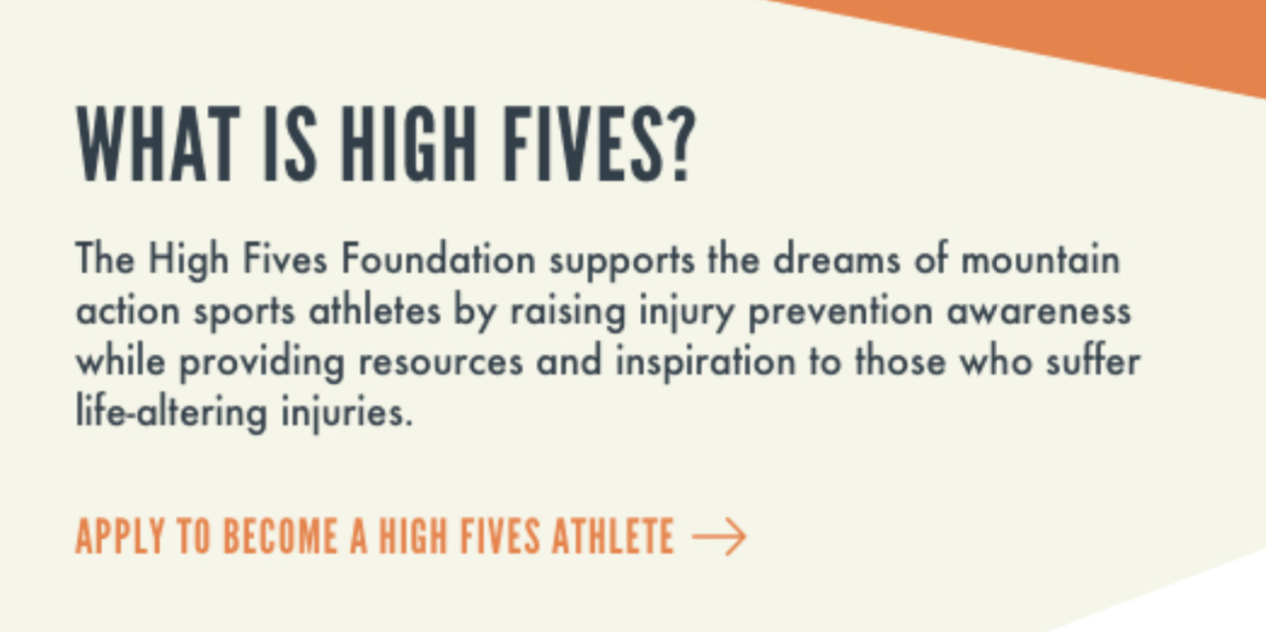 WHAT IS HIGH FIVES?
The High Fives Foundation supports the dreams of mountain
action sports athletes by raising injury prevention awareness
while providing resources and inspiration to those who suffer
life-altering injuries.
APPLY TO BECOME A HIGH FIVES ATHLETE →